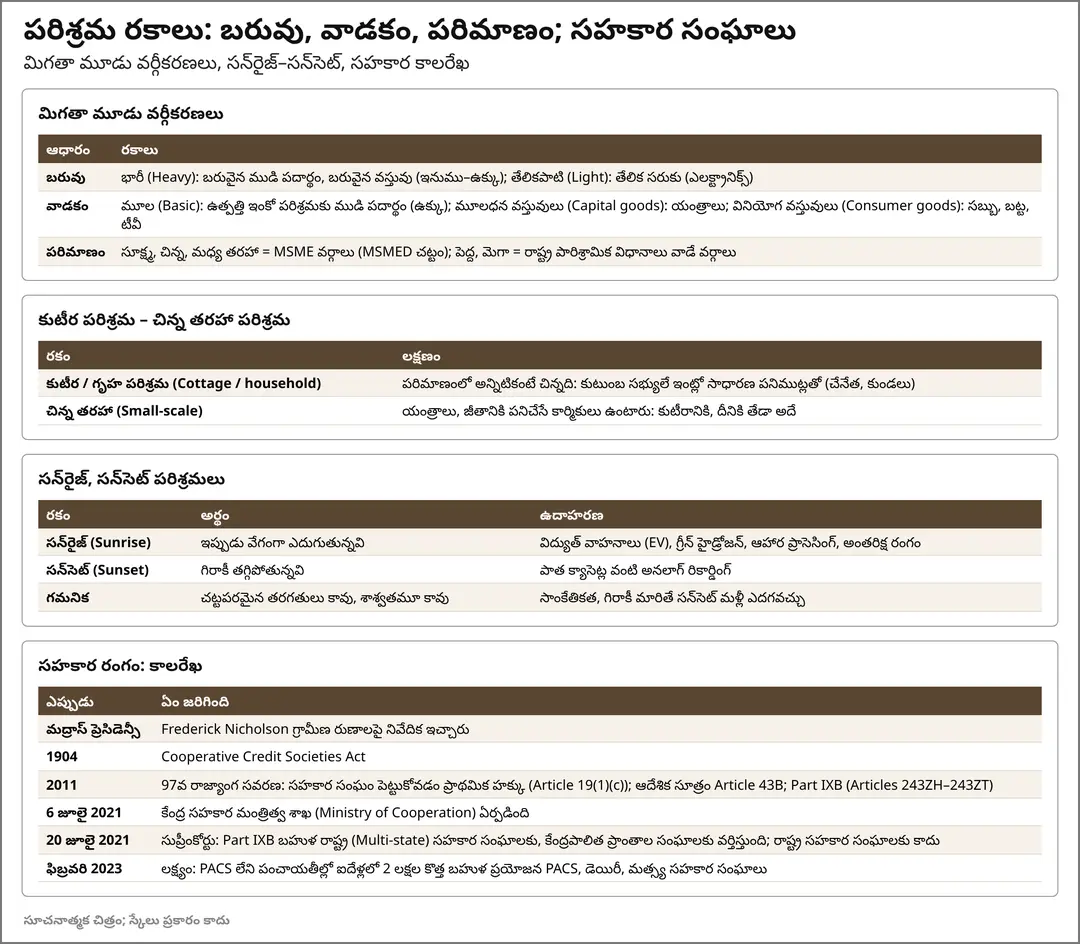 పరిశ్రమ రకాలు: బరువు, వాడకం, పరిమాణం; సహకార సంఘాలు
మిగతా మూడు వర్గీకరణలు, సన్‌రైజ్–సన్‌సెట్, సహకార కాలరేఖ
మిగతా మూడు వర్గీకరణలు
ఆధారం రకాలు
బరువు భారీ (Heavy): బరువైన ముడి పదార్థం, బరువైన వస్తువు (ఇనుము–ఉక్కు); తేలికపాటి (Light): తేలిక సరుకు (ఎలక్ట్రానిక్స్)
వాడకం మూల (Basic): ఉత్పత్తి ఇంకో పరిశ్రమకు ముడి పదార్థం (ఉక్కు); మూలధన వస్తువులు (Capital goods): యంత్రాలు; వినియోగ వస్తువులు (Consumer goods): సబ్బు, బట్ట,
టీవీ
పరిమాణం సూక్ష్మ, చిన్న, మధ్య తరహా = MSME వర్గాలు (MSMED చట్టం); పెద్ద, మెగా = రాష్ట్ర పారిశ్రామిక విధానాలు వాడే వర్గాలు
కుటీర పరిశ్రమ – చిన్న తరహా పరిశ్రమ
రకం లక్షణం
కుటీర / గృహ పరిశ్రమ (Cottage / household) పరిమాణంలో అన్నిటికంటే చిన్నది: కుటుంబ సభ్యులే ఇంట్లో సాధారణ పనిముట్లతో (చేనేత, కుండలు)
చిన్న తరహా (Small-scale) యంత్రాలు, జీతానికి పనిచేసే కార్మికులు ఉంటారు: కుటీరానికి, దీనికి తేడా అదే
సన్‌రైజ్, సన్‌సెట్ పరిశ్రమలు
రకం అర్థం ఉదాహరణ
సన్‌రైజ్ (Sunrise) ఇప్పుడు వేగంగా ఎదుగుతున్నవి విద్యుత్ వాహనాలు (EV), గ్రీన్ హైడ్రోజన్, ఆహార ప్రాసెసింగ్, అంతరిక్ష రంగం
సన్‌సెట్ (Sunset) గిరాకీ తగ్గిపోతున్నవి పాత క్యాసెట్ల వంటి అనలాగ్ రికార్డింగ్
గమనిక చట్టపరమైన తరగతులు కావు, శాశ్వతమూ కావు సాంకేతికత, గిరాకీ మారితే సన్‌సెట్ మళ్లీ ఎదగవచ్చు
సహకార రంగం: కాలరేఖ
ఎప్పుడు ఏం జరిగింది
మద్రాస్ ప్రెసిడెన్సీ Frederick Nicholson గ్రామీణ రుణాలపై నివేదిక ఇచ్చారు
1904 Cooperative Credit Societies Act
2011 97వ రాజ్యాంగ సవరణ: సహకార సంఘం పెట్టుకోవడం ప్రాథమిక హక్కు (Article 19(1)(c)); ఆదేశిక సూత్రం Article 43B; Part IXB (Articles 243ZH–243ZT)
6 జూలై 2021 కేంద్ర సహకార మంత్రిత్వ శాఖ (Ministry of Cooperation) ఏర్పడింది
20 జూలై 2021 సుప్రీంకోర్టు: Part IXB బహుళ రాష్ట్ర (Multi-state) సహకార సంఘాలకు, కేంద్రపాలిత ప్రాంతాల సంఘాలకు వర్తిస్తుంది; రాష్ట్ర సహకార సంఘాలకు కాదు
ఫిబ్రవరి 2023 లక్ష్యం: PACS లేని పంచాయతీల్లో ఐదేళ్లలో 2 లక్షల కొత్త బహుళ ప్రయోజన PACS, డెయిరీ, మత్స్య సహకార సంఘాలు
సూచనాత్మక చిత్రం; స్కేలు ప్రకారం కాదు